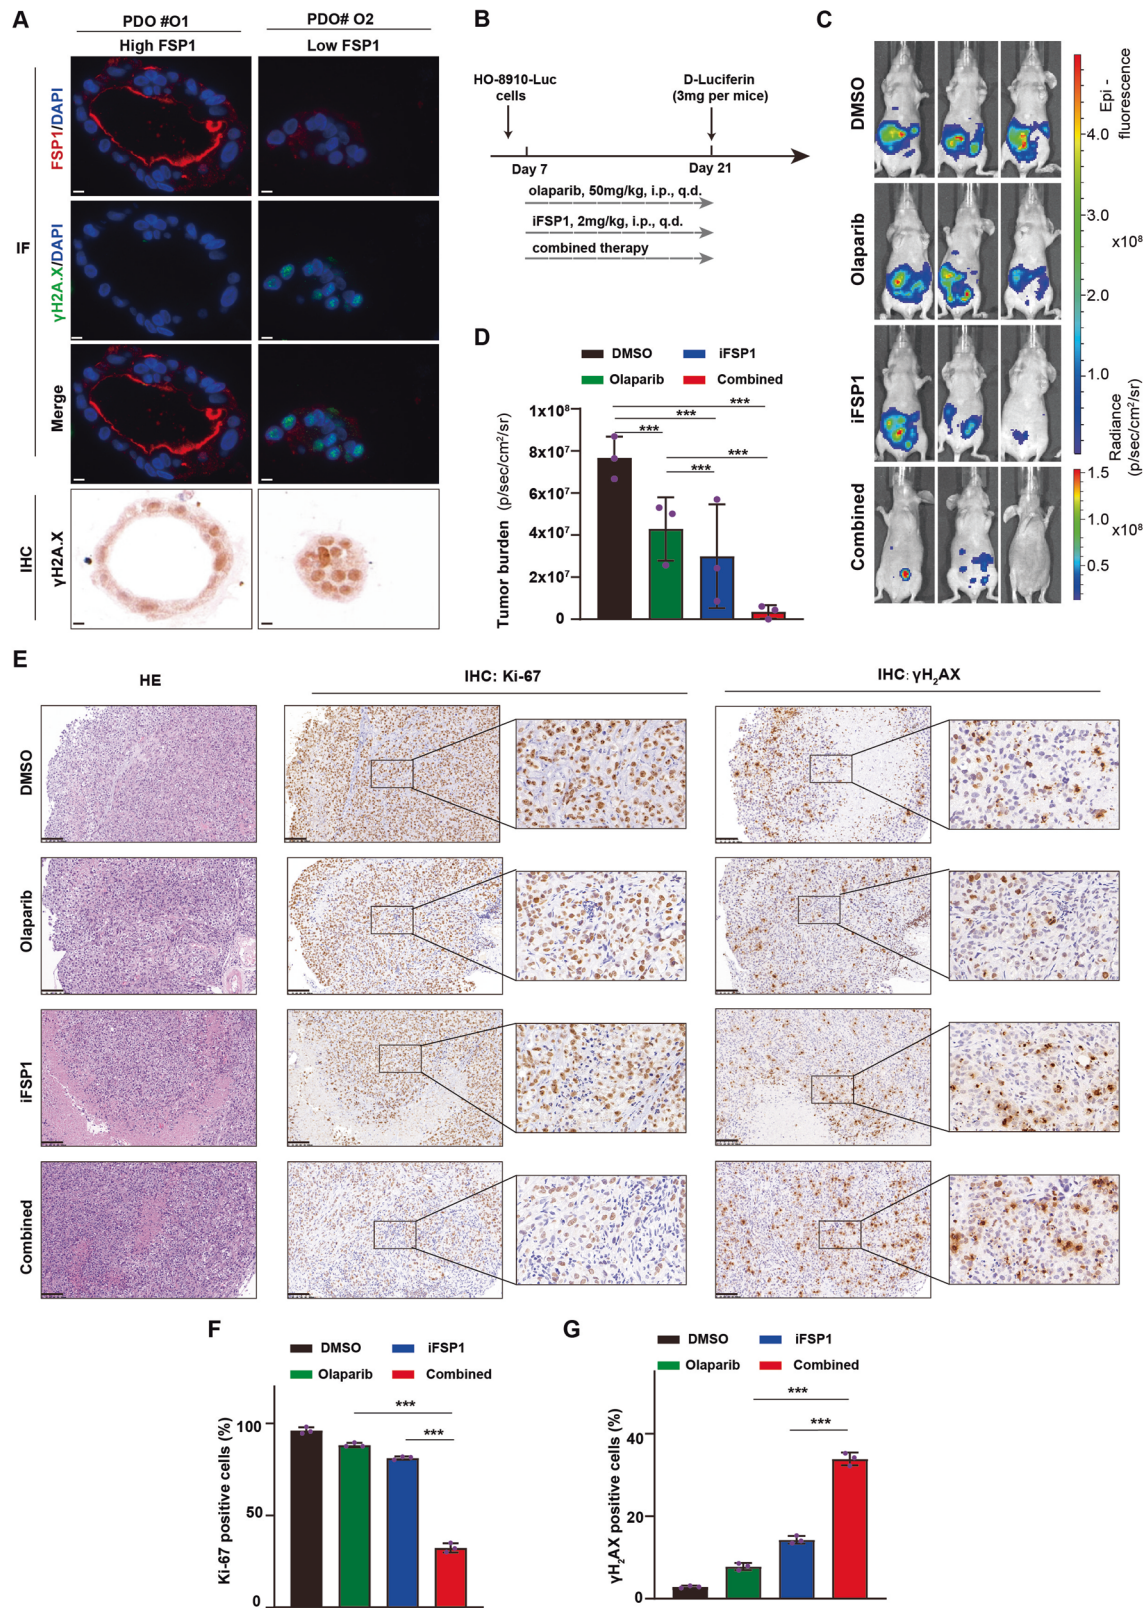 A
PDO #O1
PDO# O2
High FSP1
Low FSP1
IF
FSP1/DAPI
γH2A.X/DAPI
Merge
IHC
γH2A.X
B
HO-8910-Luc
cells
D-Luciferin
(3mg per mice)
Day 7
Day 21
olaparib, 50mg/kg, i.p., q.d.
iFSP1, 2mg/kg, i.p., q.d.
combined therapy
C
DMSO
Olaparib
iFSP1
Combined
Epi -
fluorescence
4.0
3.0
x10⁸
2.0
1.0
Radiance
(p/sec/cm²/sr)
1.5
1.0
x10⁸
0.5
D
DMSO
iFSP1
Olaparib
Combined
Tumor burden (p/sec/cm²/sr)
1x10⁸
8x10⁷
6x10⁷
4x10⁷
2x10⁷
0
***
***
***
***
***
E
HE
IHC: Ki-67
IHC: γH₂AX
DMSO
Olaparib
iFSP1
Combined
F
DMSO
iFSP1
Olaparib
Combined
Ki-67 positive cells (%)
100
50
0
***
***
G
DMSO
iFSP1
Olaparib
Combined
γH₂AX positive cells (%)
40
20
0
***
***